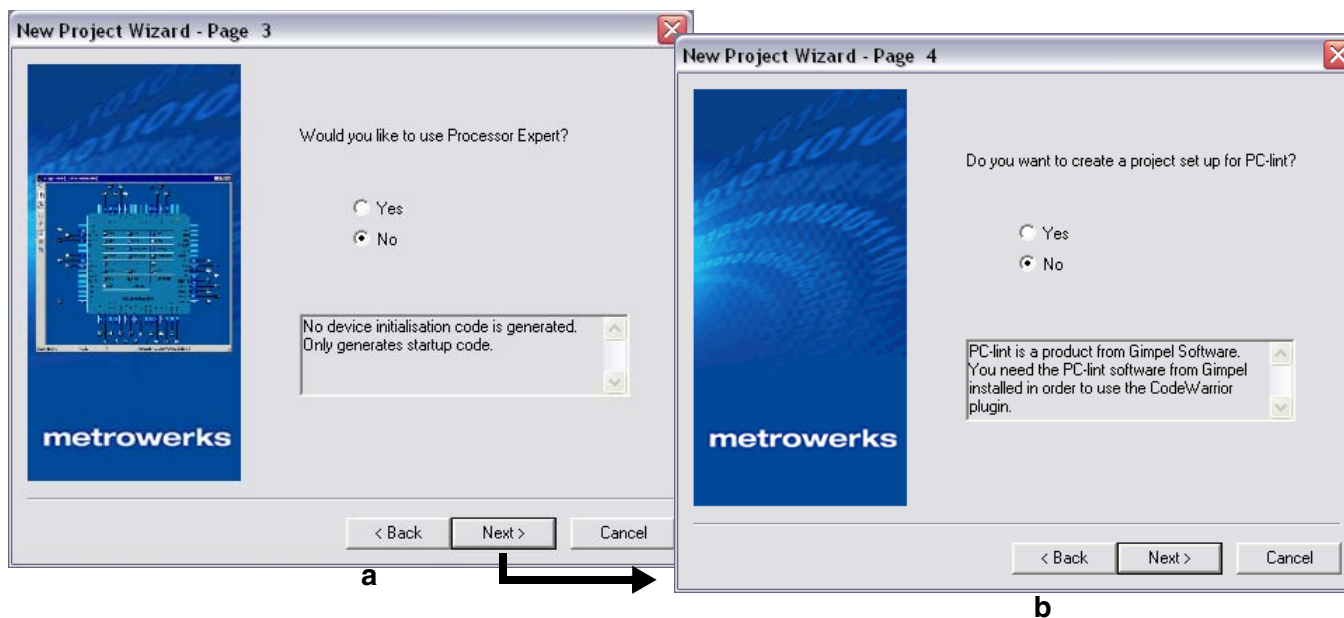 New Project Wizard - Page 3
Would you like to use Processor Expert?
Yes
No
No device initialisation code is generated.
Only generates startup code.
metrowerks
< Back
Next >
Cancel
a
New Project Wizard - Page 4
Do you want to create a project set up for PC-lint?
Yes
No
PC-lint is a product from Gimpel Software.
You need the PC-lint software from Gimpel
installed in order to use the CodeWarrior
plugin.
metrowerks
< Back
Next >
Cancel
b